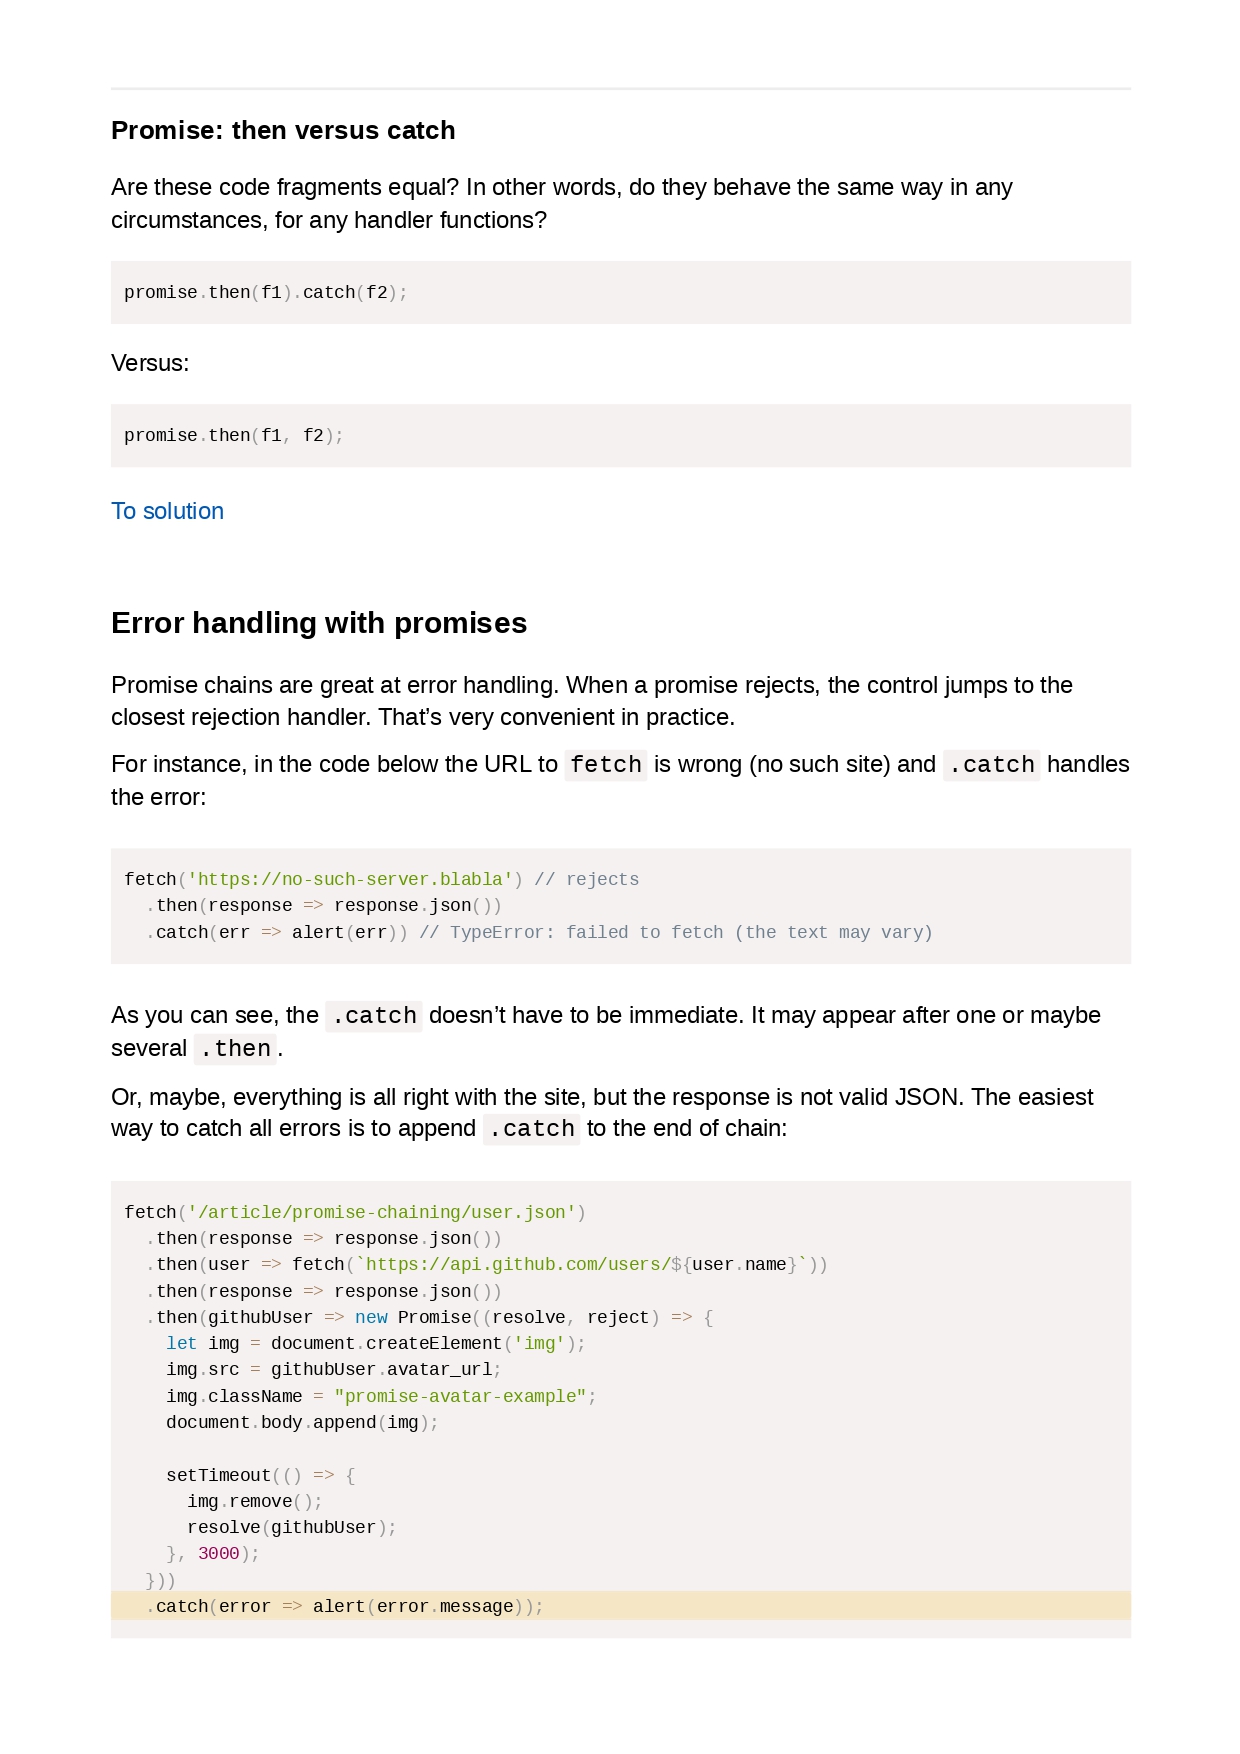 Promise: then versus catch
Are these code fragments equal? In other words, do they behave the same way in any
circumstances, for any handler functions?
promise.then(f1).catch(f2);
Versus:
promise.then(f1, f2);
To solution
Error handling with promises
Promise chains are great at error handling. When a promise rejects, the control jumps to the
closest rejection handler. That’s very convenient in practice.
For instance, in the code below the URL to fetch is wrong (no such site) and .catch handles
the error:
fetch('https://no-such-server.blabla') // rejects
  .then(response => response.json())
  .catch(err => alert(err)) // TypeError: failed to fetch (the text may vary)
As you can see, the .catch doesn’t have to be immediate. It may appear after one or maybe
several .then.
Or, maybe, everything is all right with the site, but the response is not valid JSON. The easiest
way to catch all errors is to append .catch to the end of chain:
fetch('/article/promise-chaining/user.json')
  .then(response => response.json())
  .then(user => fetch(`https://api.github.com/users/${user.name}`))
  .then(response => response.json())
  .then(githubUser => new Promise((resolve, reject) => {
    let img = document.createElement('img');
    img.src = githubUser.avatar_url;
    img.className = "promise-avatar-example";
    document.body.append(img);
    setTimeout(() => {
      img.remove();
      resolve(githubUser);
    }, 3000);
  }))
  .catch(error => alert(error.message));